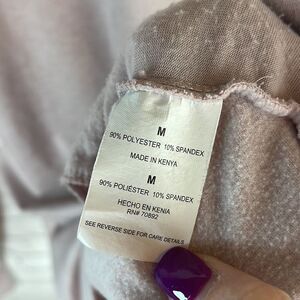 M
90% POLYESTER 10% SPANDEX
MADE IN KENYA
M
90% POLIÉSTER 10% SPANDEX
HECHO EN KENIA
RN# 70892
SEE REVERSE SIDE FOR CARE DETAILS